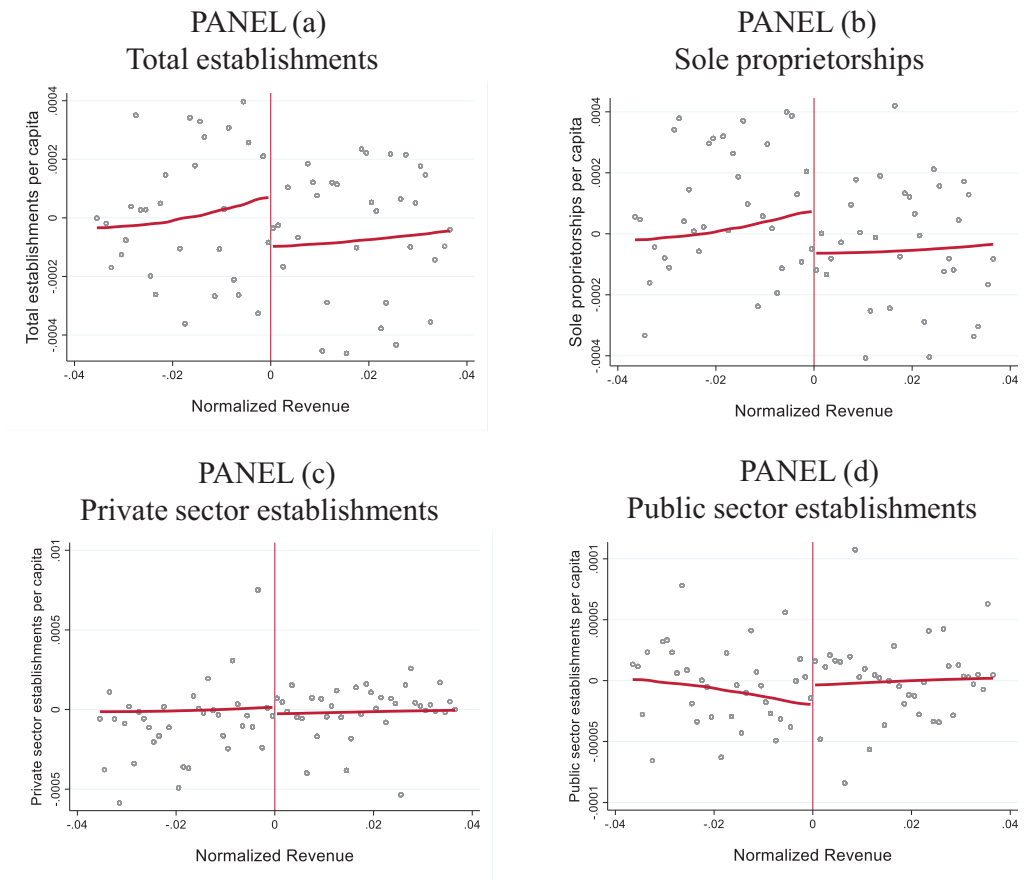 PANEL (a)
Total establishments
Total establishments per capita
.0004
.0002
0
-.0002
-.0004
-.04
-.02
0
.02
.04
Normalized Revenue
PANEL (b)
Sole proprietorships
Sole proprietorships per capita
.0004
.0002
0
-.0002
-.0004
-.04
-.02
0
.02
.04
Normalized Revenue
PANEL (c)
Private sector establishments
Private sector establishments per capita
.001
.0005
0
-.0005
-.04
-.02
0
.02
.04
Normalized Revenue
PANEL (d)
Public sector establishments
Public sector establishments per capita
.0001
.00005
0
-.00005
-.0001
-.04
-.02
0
.02
.04
Normalized Revenue